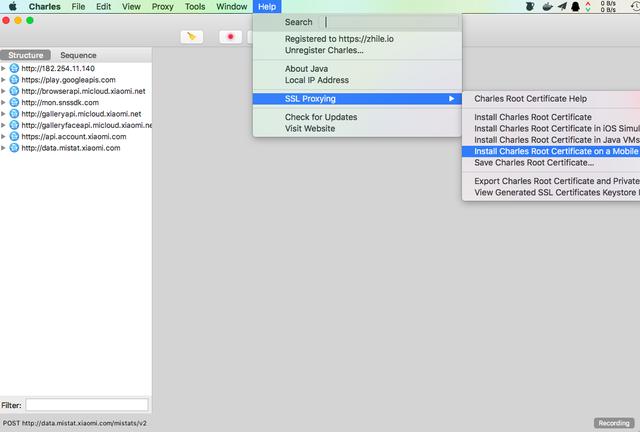 Charles File Edit View Proxy Tools Window Help
0 B/s
0 B/s
Search
Registered to https://zhile.io
Unregister Charles...
About Java
Local IP Address
SSL Proxying
Check for Updates
Visit Website
Charles Root Certificate Help
Install Charles Root Certificate
Install Charles Root Certificate in iOS Simul
Install Charles Root Certificate in Java VMs
Install Charles Root Certificate on a Mobile
Save Charles Root Certificate...
Export Charles Root Certificate and Private
View Generated SSL Certificates Keystore
Structure Sequence
http://182.254.11.140
https://play.googleapis.com
http://browserapi.micloud.xiaomi.net
http://mon.snssdk.com
http://galleryapi.micloud.xiaomi.net
http://galleryfaceapi.micloud.xiaomi.ne
https://api.account.xiaomi.com
http://data.mistat.xiaomi.com
Filter:
POST http://data.mistat.xiaomi.com/mistats/v2
Recording